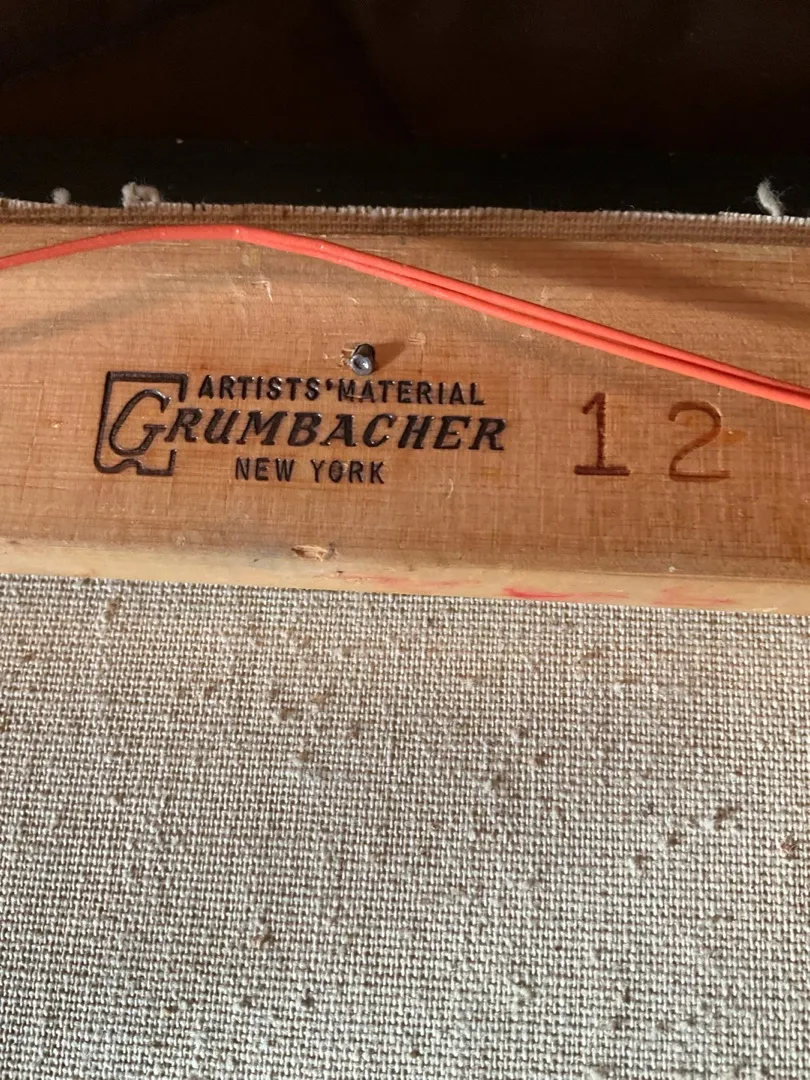 ARTISTS' MATERIAL
GRUMBACHER
NEW YORK
12